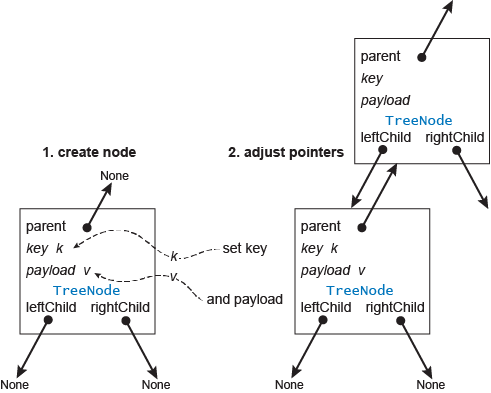 1. create node
None
parent
key k
payload v
TreeNode
leftChild rightChild
None
None
k
set key
v
and payload
2. adjust pointers
parent
key
payload
TreeNode
leftChild rightChild
parent
key k
payload v
TreeNode
leftChild rightChild
None
None